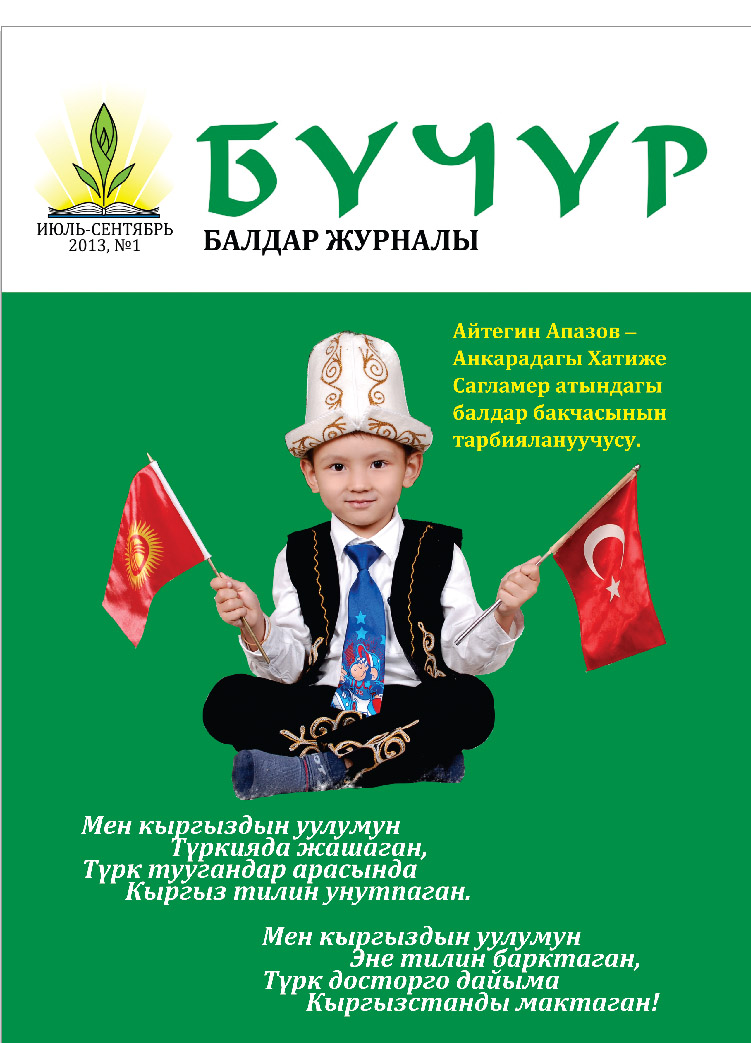 БҮЧҮР
ИЮЛЬ-СЕНТЯБРЬ
2013, №1
БАЛДАР ЖУРНАЛЫ
Айтегин Апазов –
Анкарадагы Хатиже
Сагламер атындагы
балдар бакчасынын
тарбиялануучусу.
Мен кыргыздын уулумун
Түркияда жашаган,
Түрк туугандар арасында
Кыргыз тилин унутпаган.
Мен кыргыздын уулумун
Эне тилин барктаган,
Түрк досторго дайыма
Кыргызстанды мактаган!